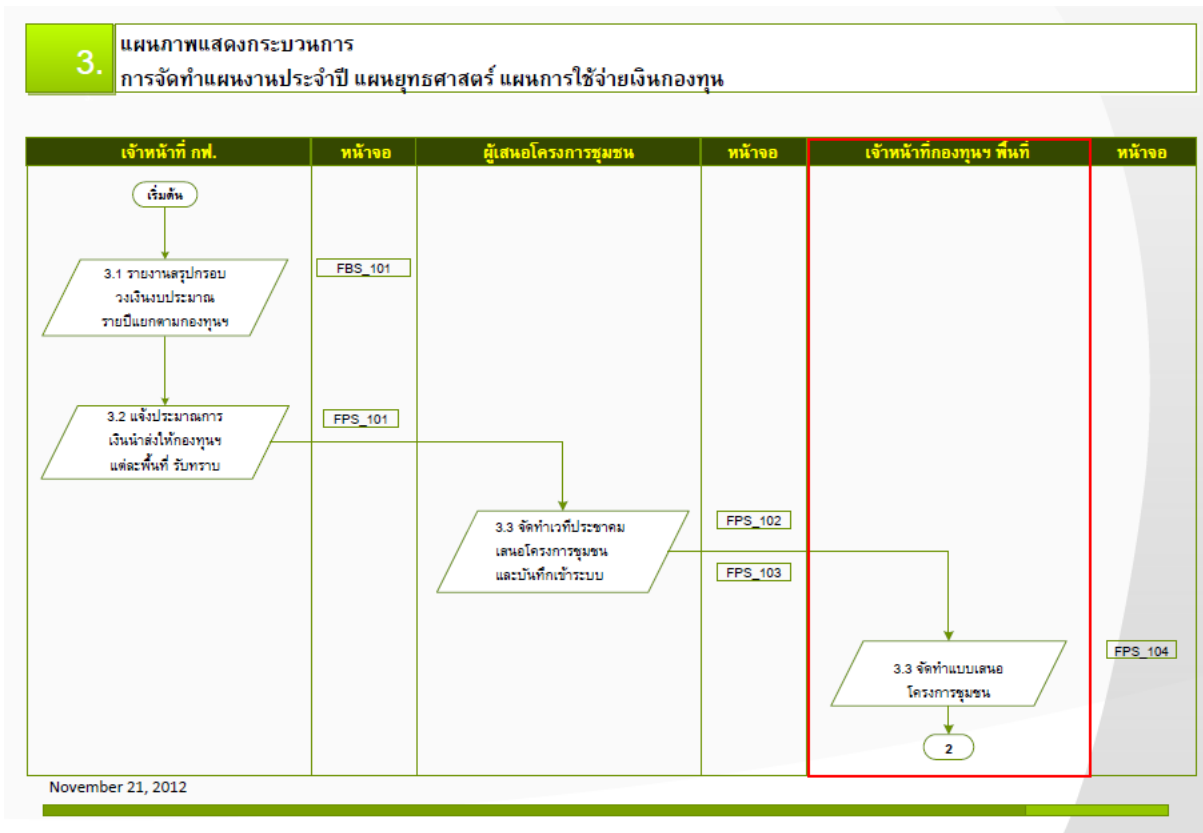 3.
แผนภาพแสดงกระบวนการ
การจัดทำแผนงานประจำปี แผนยุทธศาสตร์ แผนการใช้จ่ายเงินกองทุน
เจ้าหน้าที่ กฟ.
หน้าจอ
ผู้เสนอโครงการชุมชน
หน้าจอ
เจ้าหน้าที่กองทุนฯ พื้นที่
หน้าจอ
เริ่มต้น
3.1 รายงานสรุปกรอบ
วงเงินงบประมาณ
รายปีแยกตามกองทุนฯ
FBS_101
3.2 แจ้งประมาณการ
เงินนำส่งให้กองทุนฯ
แต่ละพื้นที่ รับทราบ
FPS_101
3.3 จัดทำเวทีประชาคม
เสนอโครงการชุมชน
และบันทึกเข้าระบบ
FPS_102
FPS_103
3.3 จัดทำแบบเสนอ
โครงการชุมชน
FPS_104
2
November 21, 2012